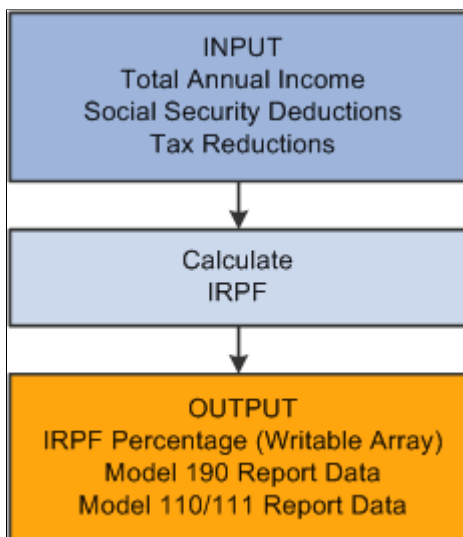 INPUT
Total Annual Income
Social Security Deductions
Tax Reductions
Calculate
IRPF
OUTPUT
IRPF Percentage (Writable Array)
Model 190 Report Data
Model 110/111 Report Data